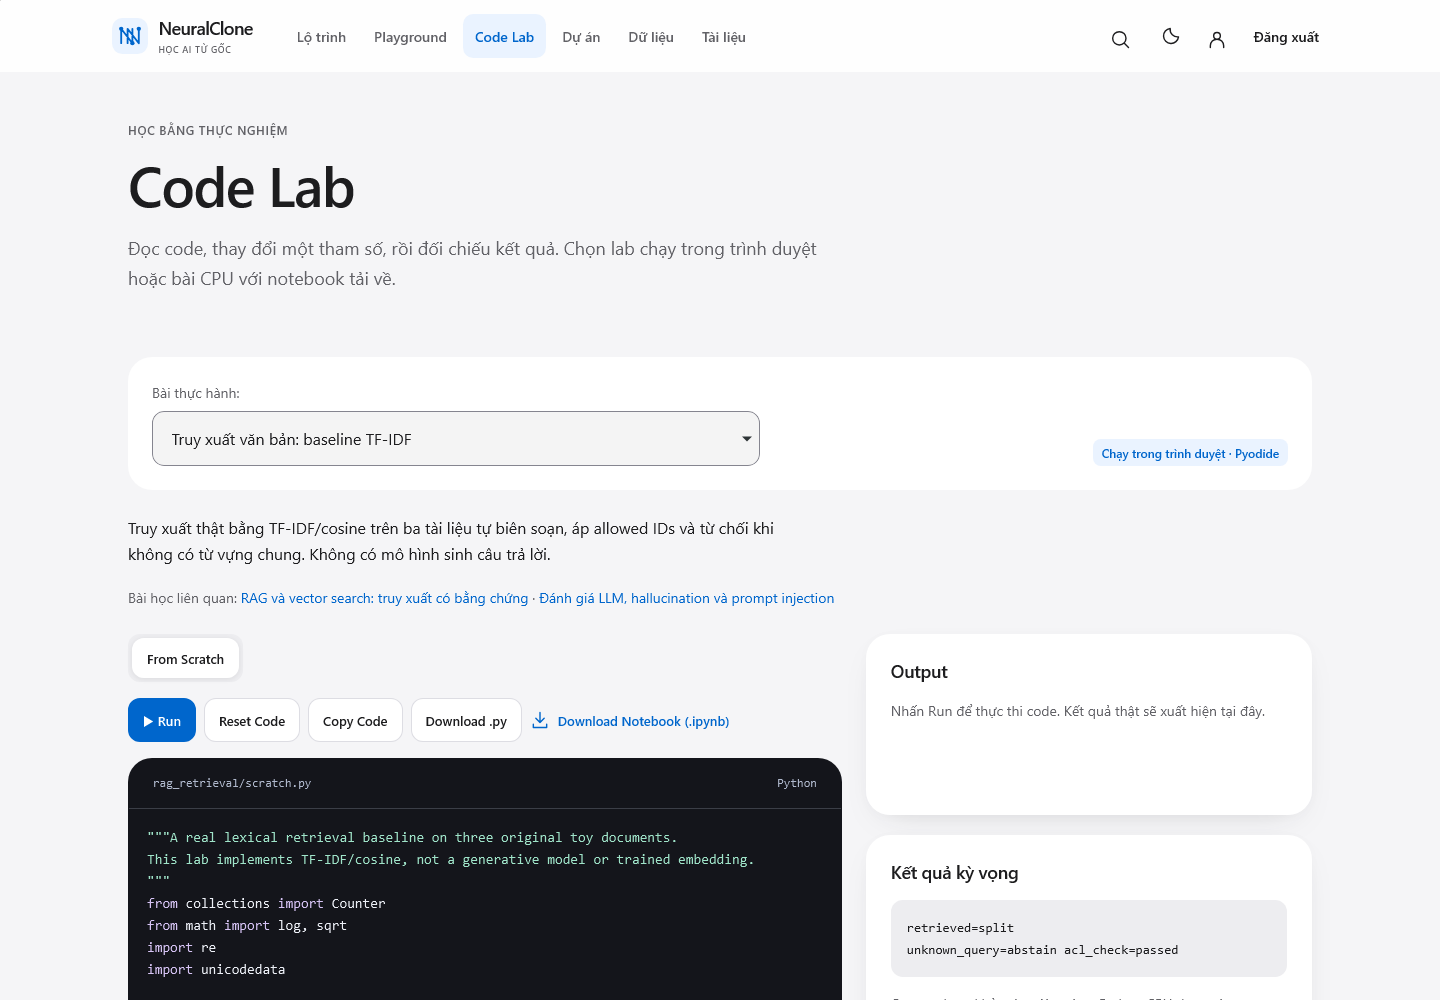 NeuralClone
HỌC AI TỪ GỐC
Lộ trình
Playground
Code Lab
Dự án
Dữ liệu
Tài liệu
Đăng xuất
HỌC BẰNG THỰC NGHIỆM
Code Lab
Đọc code, thay đổi một tham số, rồi đối chiếu kết quả. Chọn lab chạy trong trình duyệt
hoặc bài CPU với notebook tải về.
Bài thực hành:
Truy xuất văn bản: baseline TF-IDF
Chạy trong trình duyệt · Pyodide
Truy xuất thật bằng TF-IDF/cosine trên ba tài liệu tự biên soạn, áp allowed IDs và từ chối khi
không có từ vựng chung. Không có mô hình sinh câu trả lời.
Bài học liên quan: RAG và vector search: truy xuất có bằng chứng · Đánh giá LLM, hallucination và prompt injection
From Scratch
▶ Run
Reset Code
Copy Code
Download .py
Download Notebook (.ipynb)
rag_retrieval/scratch.py
Python
"""A real lexical retrieval baseline on three original toy documents.
This lab implements TF-IDF/cosine, not a generative model or trained embedding.
"""
from collections import Counter
from math import log, sqrt
import re
import unicodedata
Output
Nhấn Run để thực thi code. Kết quả thật sẽ xuất hiện tại đây.
Kết quả kỳ vọng
retrieved=split
unknown_query=abstain acl_check=passed